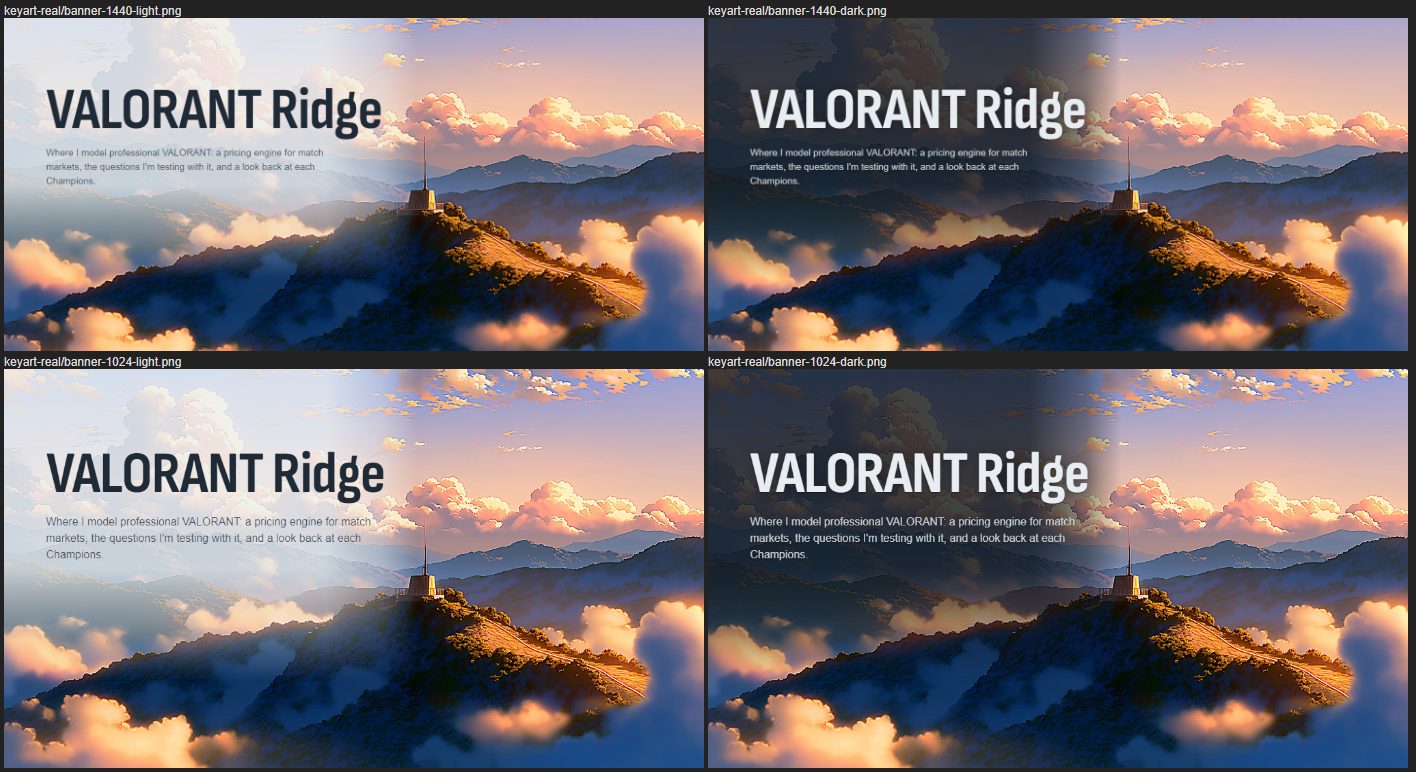 keyart-real/banner-1440-light.png
VALORANT Ridge
Where I model professional VALORANT: a pricing engine for match
markets, the questions I'm testing with it, and a look back at each
Champions.
keyart-real/banner-1440-dark.png
VALORANT Ridge
Where I model professional VALORANT: a pricing engine for match
markets, the questions I'm testing with it, and a look back at each
Champions.
keyart-real/banner-1024-light.png
VALORANT Ridge
Where I model professional VALORANT: a pricing engine for match
markets, the questions I'm testing with it, and a look back at each
Champions.
keyart-real/banner-1024-dark.png
VALORANT Ridge
Where I model professional VALORANT: a pricing engine for match
markets, the questions I'm testing with it, and a look back at each
Champions.